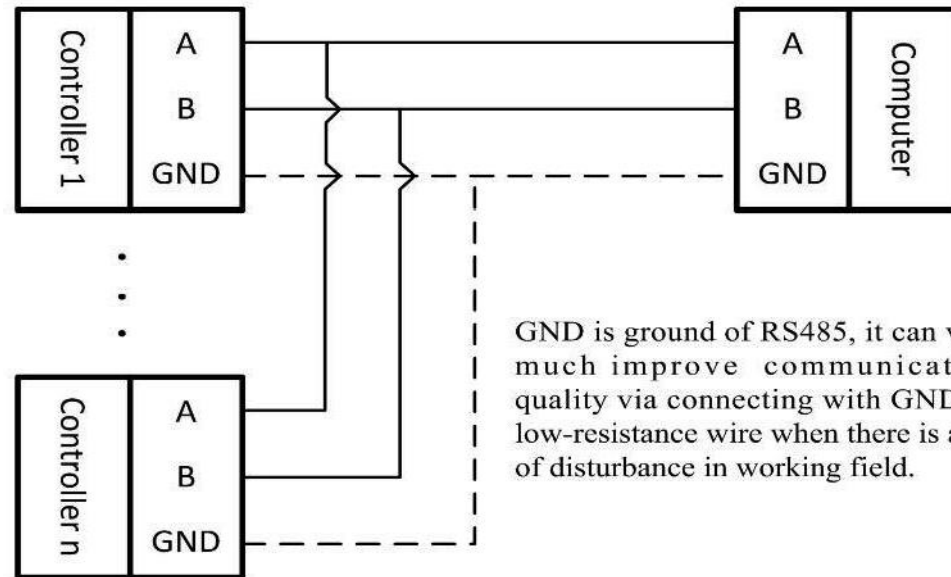 Controller 1
A
B
GND
A
B
GND
Computer
GND is ground of RS485, it can
much improve communicat
quality via connecting with GND
low-resistance wire when there is
of disturbance in working field.
Controller n
A
B
GND